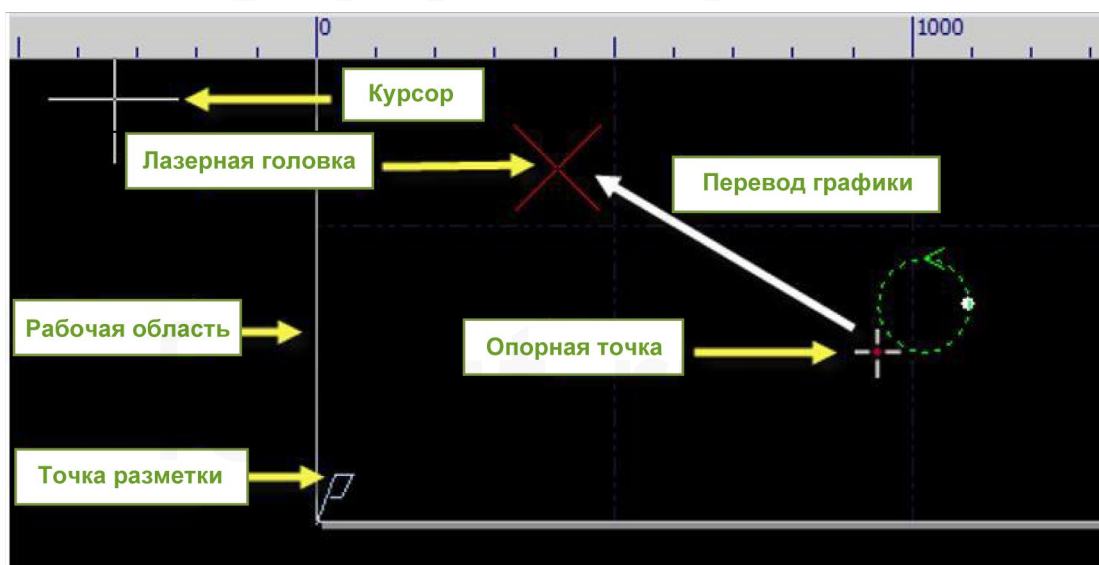 0
1000
Курсор
Лазерная головка
Перевод графики
Рабочая область
Опорная точка
Точка разметки